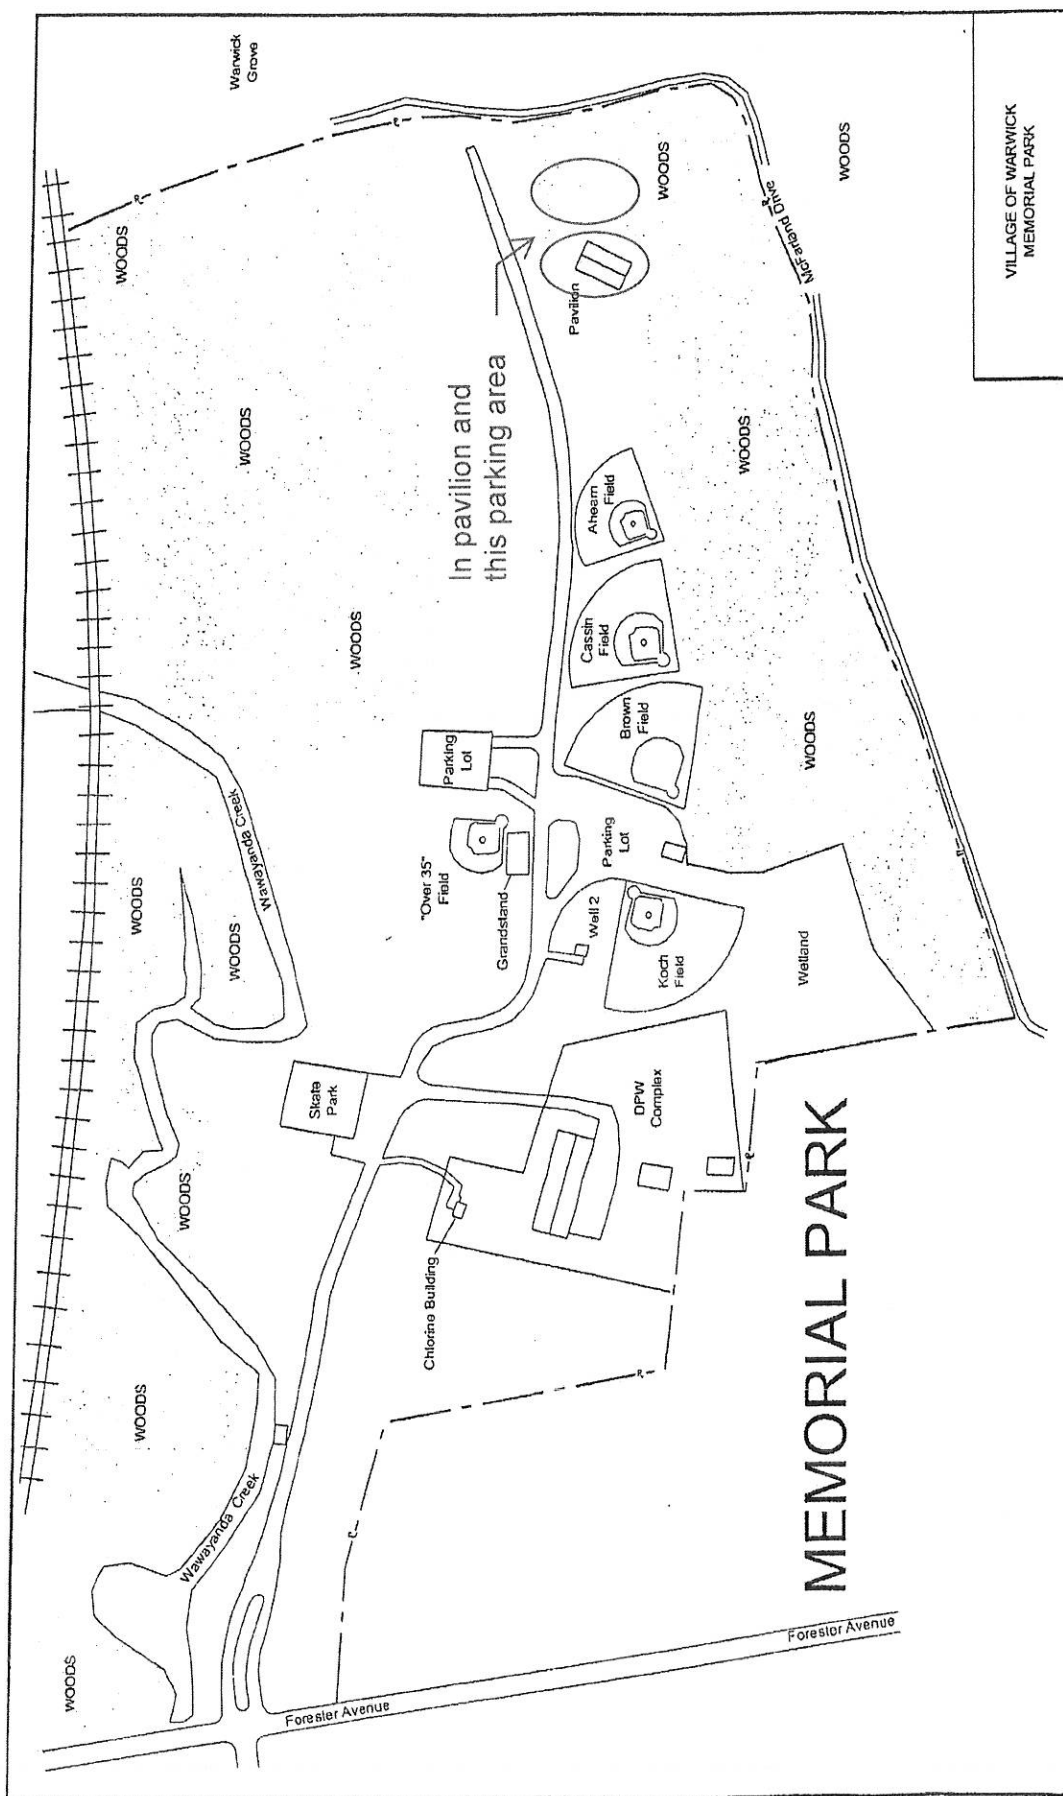 WOODS
Wawayanda Creek
Forester Avenue
Forester Avenue
WOODS
WOODS
Chlorine Building
Skate
Park
DPW
Complex
WOODS
WOODS
Wawayanda Creek
"Over 35"
Field
Grandstand
Well 2
Koch
Field
Wetland
Parking
Lot
Parking
Lot
Brown
Field
Cassin
Field
Ahearn
Field
WOODS
WOODS
WOODS
WOODS
WOODS
In pavilion and
this parking area
Pavilion
WOODS
McFarland Drive
WOODS
Warwick
Grove
MEMORIAL PARK
VILLAGE OF WARWICK
MEMORIAL PARK